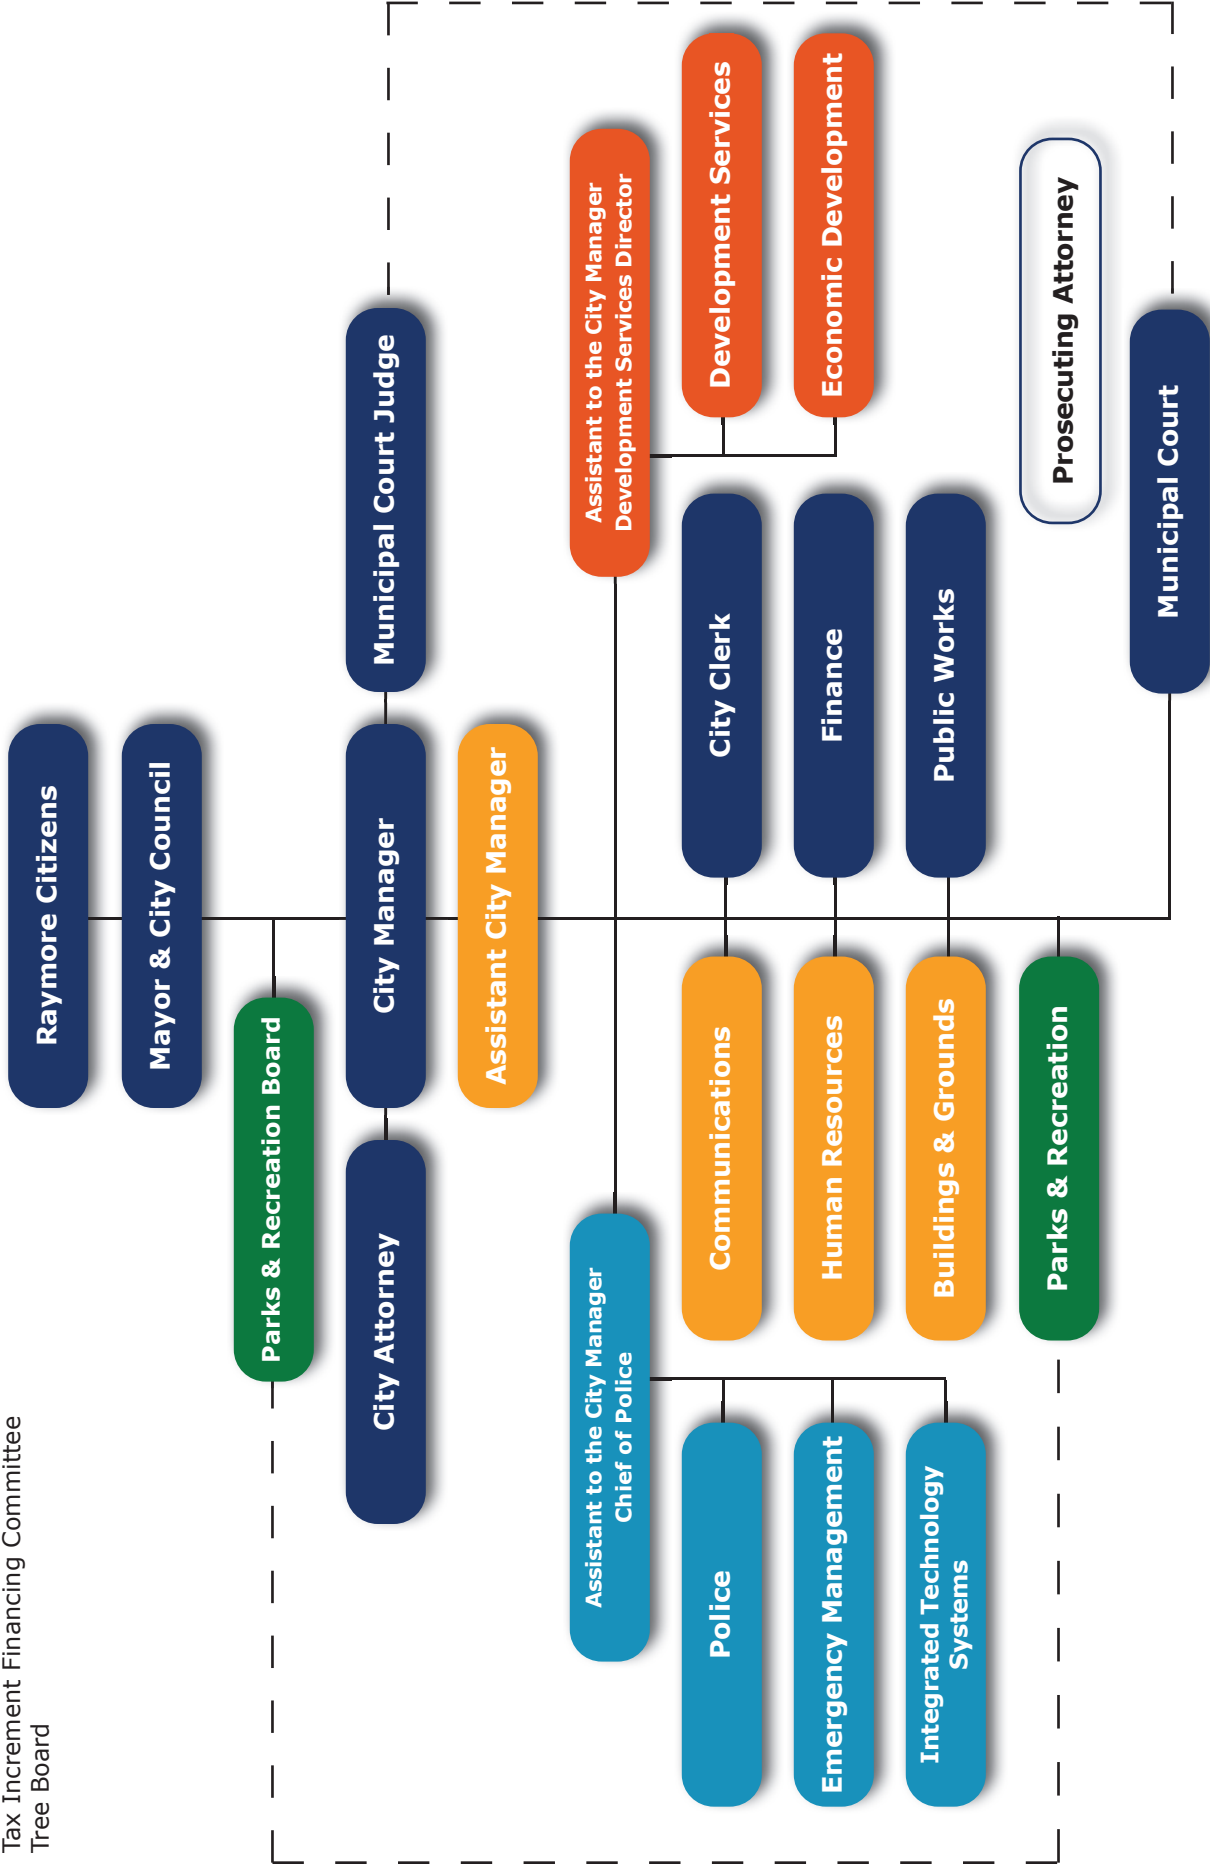 Tax Increment Financing Committee
Tree Board
Raymore Citizens
Mayor & City Council
Parks & Recreation Board
City Attorney
City Manager
Municipal Court Judge
Assistant City Manager
Assistant to the City Manager
Chief of Police
Assistant to the City Manager
Development Services Director
Police
Communications
City Clerk
Development Services
Emergency Management
Human Resources
Finance
Economic Development
Integrated Technology
Systems
Buildings & Grounds
Public Works
Parks & Recreation
Prosecuting Attorney
Municipal Court